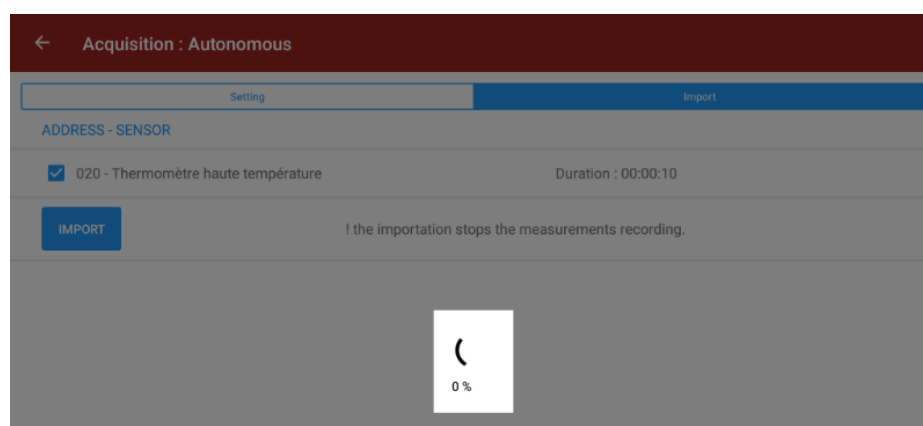 Acquisition : Autonomous
Setting Import
ADDRESS - SENSOR
020 - Thermomètre haute température Duration : 00:00:10
IMPORT ! the importation stops the measurements recording.
0 %